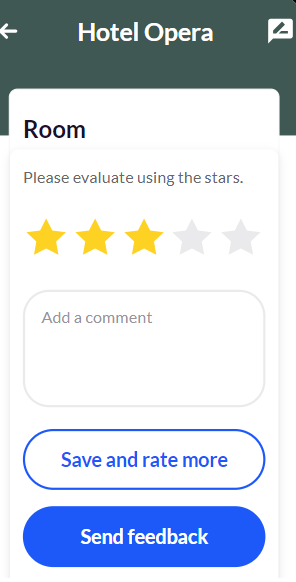 Hotel Opera
Room
Please evaluate using the stars.
Add a comment
Save and rate more
Send feedback